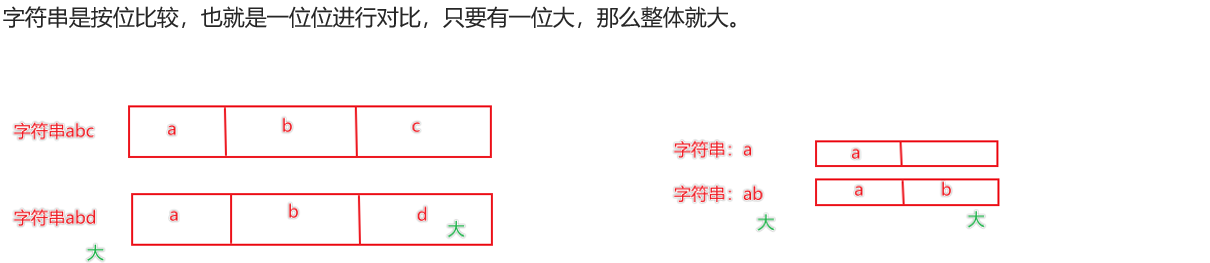 字符串是按位比较，也就是一位位进行对比，只要有一位大，那么整体就大。
字符串abc a b c
字符串abd a b d
大 大
字符串：a a
字符串：ab a b
大 大